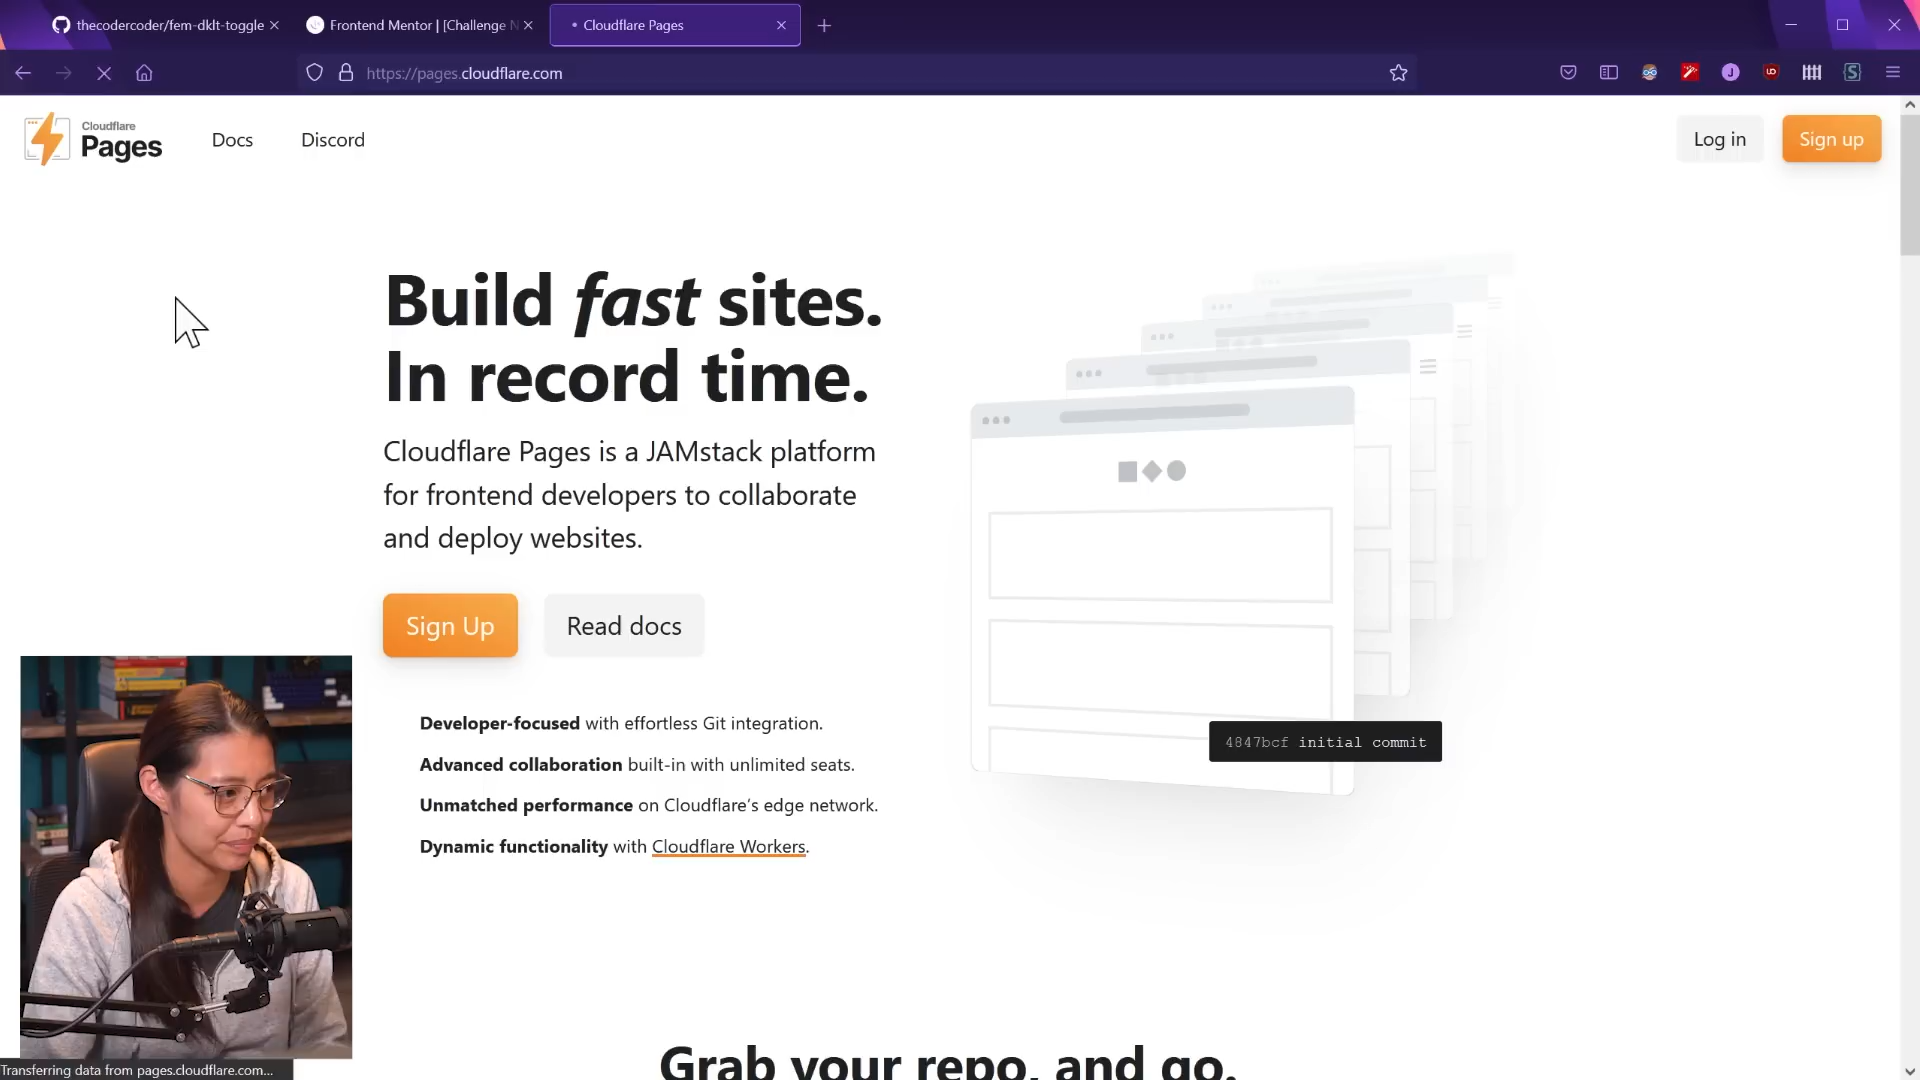 thecodercoder/fem-dklt-toggle
Frontend Mentor | [Challenge N
Cloudflare Pages
https://pages.cloudflare.com
Cloudflare
Pages
Docs
Discord
Log in
Sign up
Build fast sites.
In record time.
Cloudflare Pages is a JAMstack platform
for frontend developers to collaborate
and deploy websites.
Sign Up
Read docs
Developer-focused with effortless Git integration.
Advanced collaboration built-in with unlimited seats.
Unmatched performance on Cloudflare’s edge network.
Dynamic functionality with Cloudflare Workers.
4847bcf initial commit
Grab your repo, and go.
Transferring data from pages.cloudflare.com...